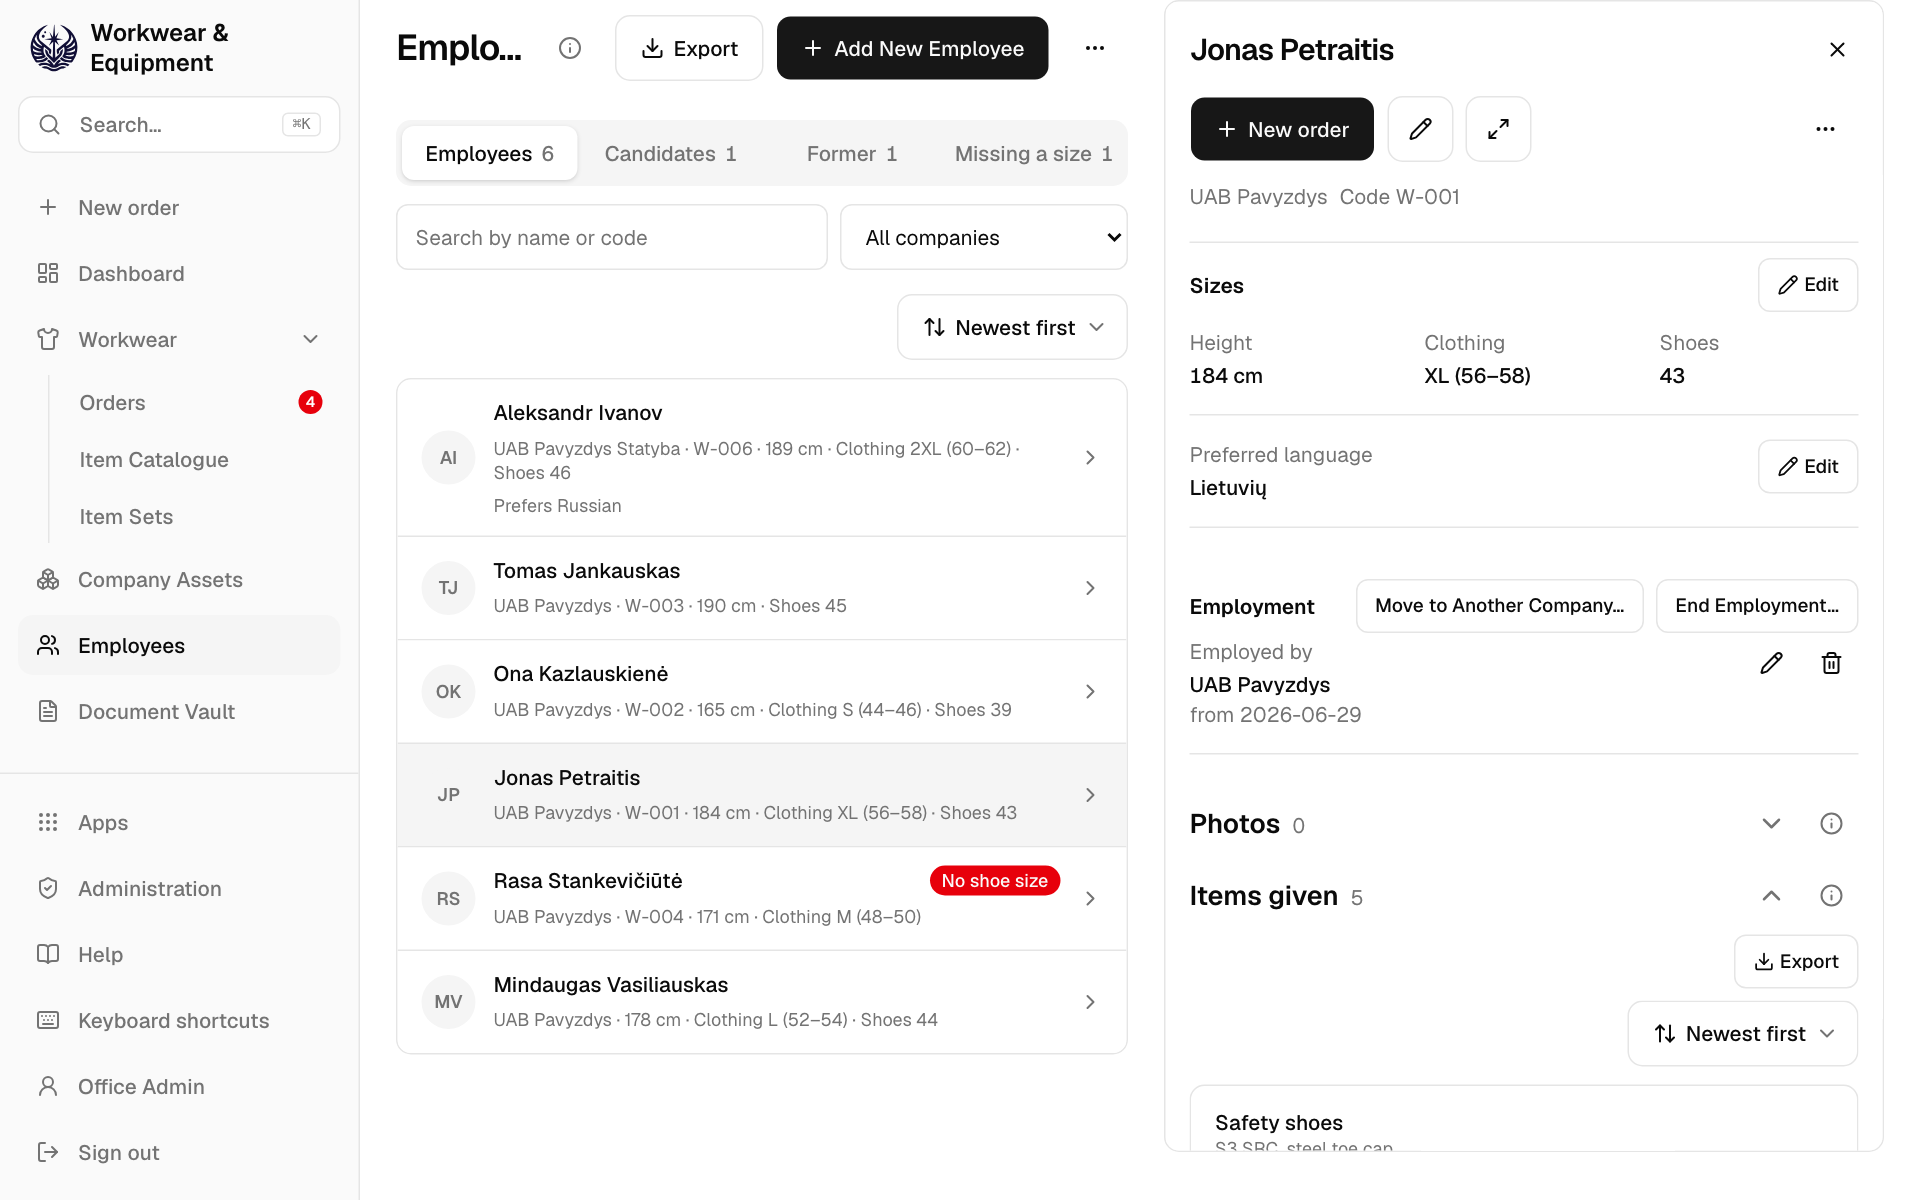 Workwear &
Equipment
Search...
⌘K
New order
Dashboard
Workwear
Orders
4
Item Catalogue
Item Sets
Company Assets
Employees
Document Vault
Apps
Administration
Help
Keyboard shortcuts
Office Admin
Sign out
Emplo...
Export
Add New Employee
Employees 6
Candidates 1
Former 1
Missing a size 1
Search by name or code
All companies
Newest first
AI
Aleksandr Ivanov
UAB Pavyzdys Statyba · W-006 · 189 cm · Clothing 2XL (60–62) ·
Shoes 46
Prefers Russian
TJ
Tomas Jankauskas
UAB Pavyzdys · W-003 · 190 cm · Shoes 45
OK
Ona Kazlauskienė
UAB Pavyzdys · W-002 · 165 cm · Clothing S (44–46) · Shoes 39
JP
Jonas Petraitis
UAB Pavyzdys · W-001 · 184 cm · Clothing XL (56–58) · Shoes 43
RS
Rasa Stankevičiūtė
No shoe size
UAB Pavyzdys · W-004 · 171 cm · Clothing M (48–50)
MV
Mindaugas Vasiliauskas
UAB Pavyzdys · 178 cm · Clothing L (52–54) · Shoes 44
Jonas Petraitis
New order
UAB Pavyzdys Code W-001
Sizes
Edit
Height
184 cm
Clothing
XL (56–58)
Shoes
43
Preferred language
Lietuvių
Edit
Employment
Move to Another Company...
End Employment...
Employed by
UAB Pavyzdys
from 2026-06-29
Photos 0
Items given 5
Export
Newest first
Safety shoes
S3 SRC, steel toe cap